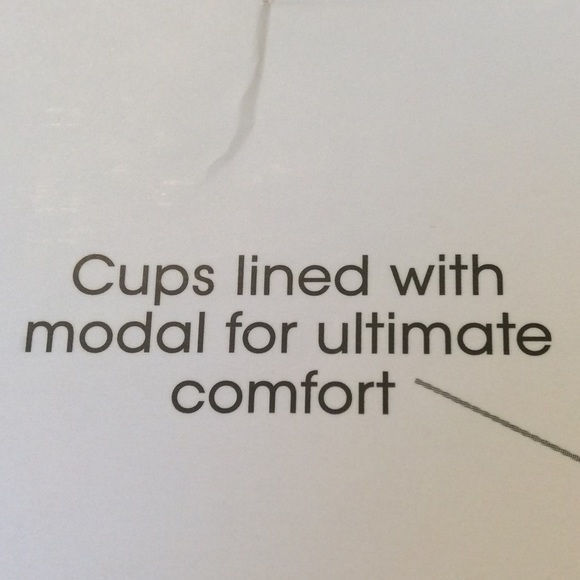 Cups lined with
modal for ultimate
comfort